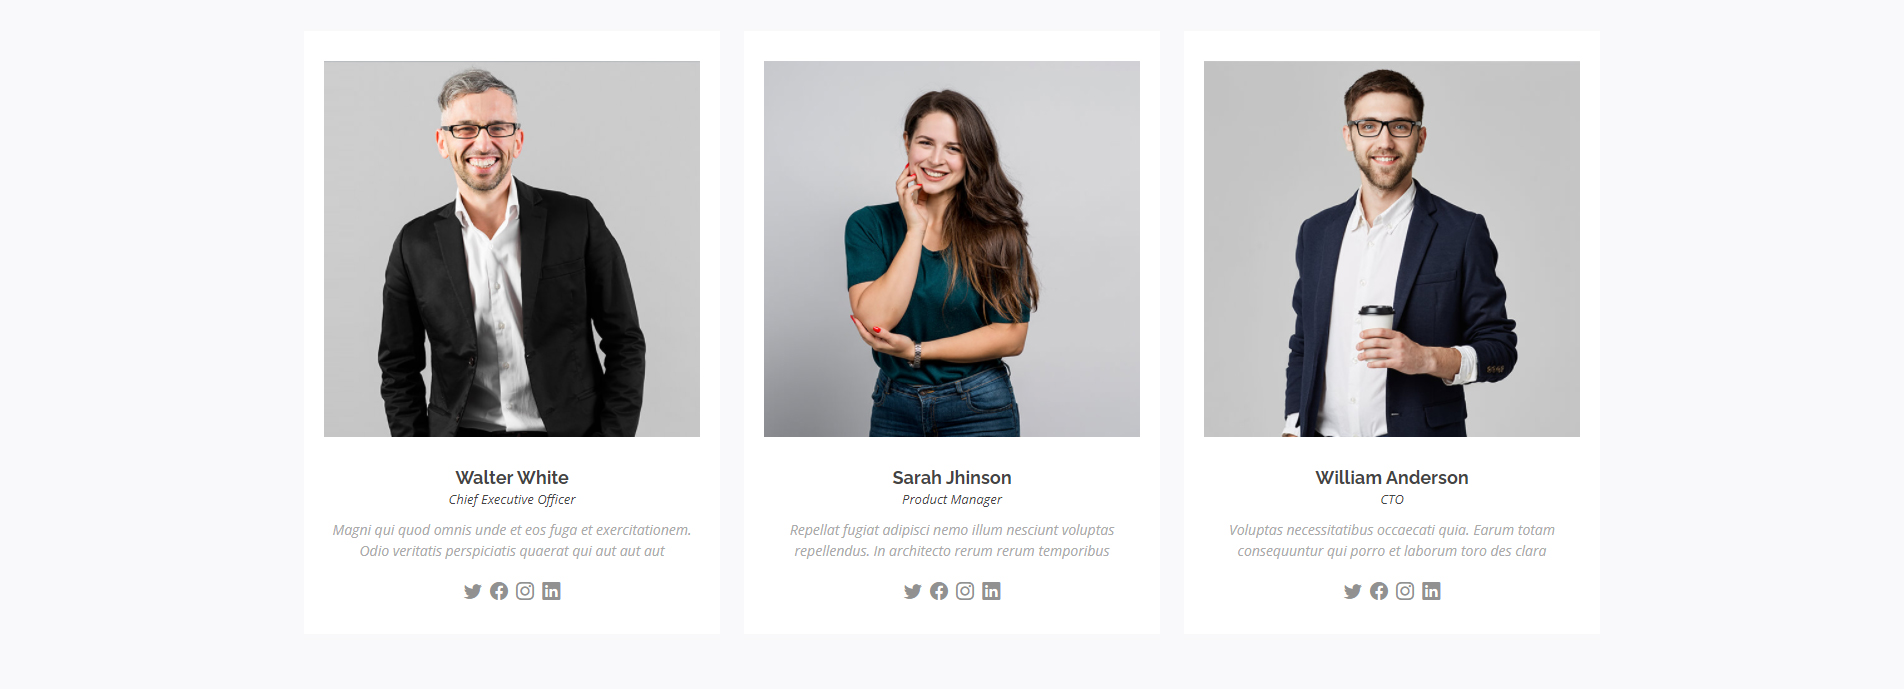 Walter White
Chief Executive Officer
Magni qui quod omnis unde et eos fuga et exercitationem.
Odio veritatis perspiciatis quaerat qui aut aut aut
Sarah Jhinson
Product Manager
Repellat fugiat adipisci nemo illum nesciunt voluptas
repellendus. In architecto rerum rerum temporibus
William Anderson
CTO
Voluptas necessitatibus occaecati quia. Earum totam
consequuntur qui porro et laborum toro des clara